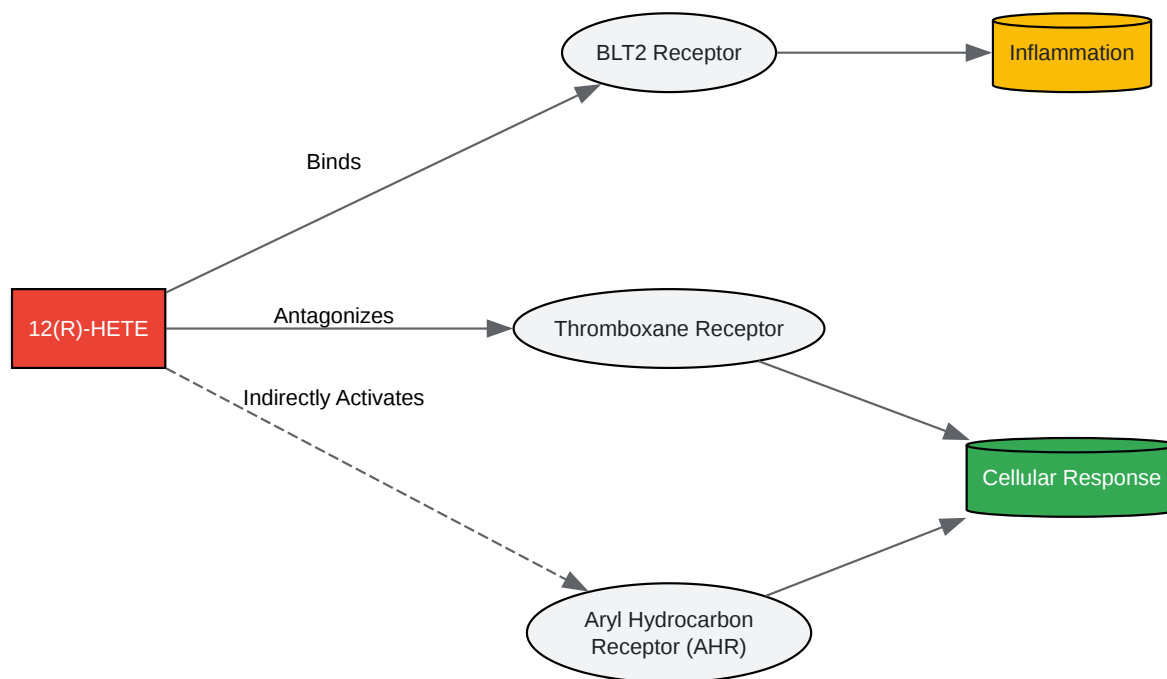 BLT2 Receptor
Inflammation
Binds
12(R)-HETE
Antagonizes
Thromboxane Receptor
Indirectly Activates
Cellular Response
Aryl Hydrocarbon
Receptor (AHR)